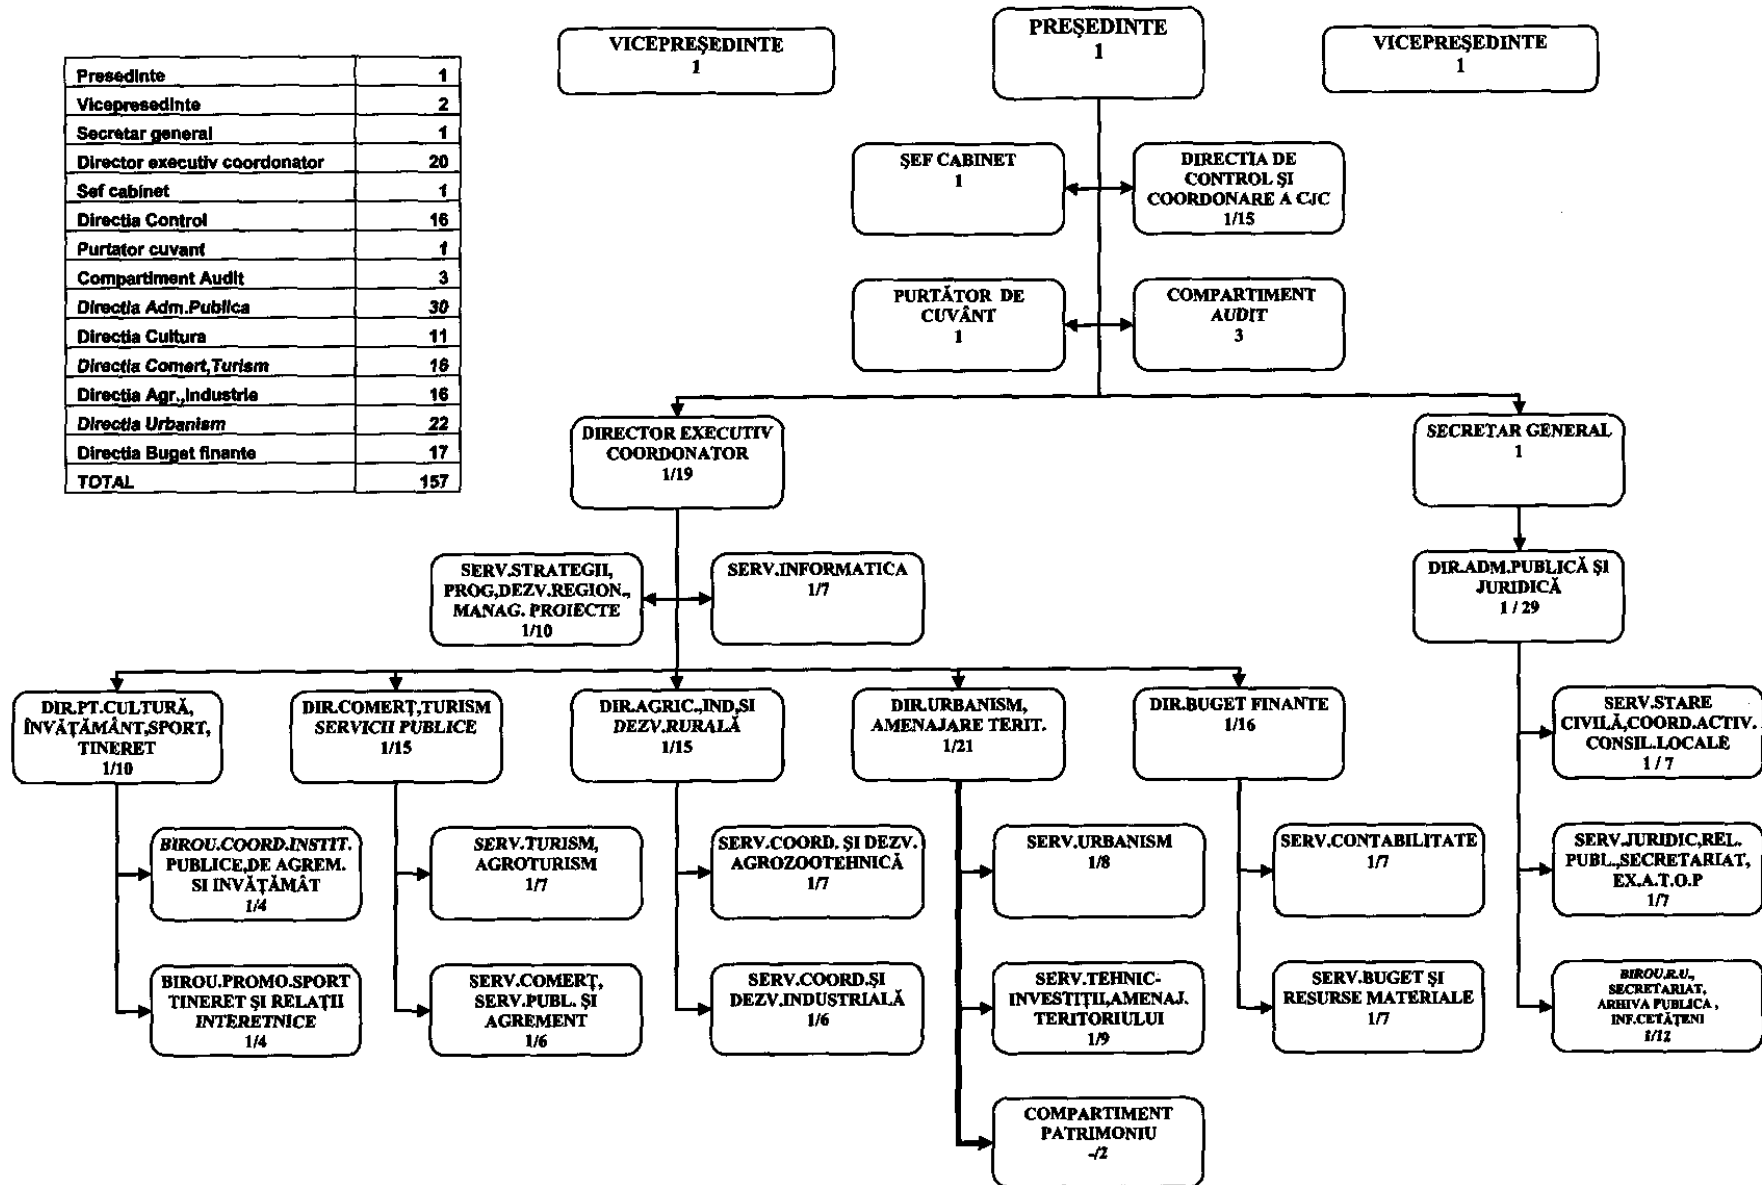 VICEPREŞEDINTE
1
PREŞEDINTE
1
VICEPREŞEDINTE
1
Presedinte 1
Vicepresedinte 2
Secretar general 1
Director executiv coordonator 20
Sef cabinet 1
Directia Control 16
Purtator cuvant 1
Compartiment Audit 3
Directia Adm.Publica 30
Directia Cultura 11
Directia Comert,Turism 16
Directia Agr.,Industrie 16
Directia Urbanism 22
Directia Buget finante 17
TOTAL 157
ŞEF CABINET
1
DIRECTIA DE
CONTROL ŞI
COORDONARE A CJC
1/15
PURTĂTOR DE
CUVÂNT
1
COMPARTIMENT
AUDIT
3
DIRECTOR EXECUTIV
COORDONATOR
1/19
SECRETAR GENERAL
1
SERV.STRATEGII,
PROG,DEZV.REGION.,
MANAG. PROIECTE
1/10
SERV.INFORMATICA
1/7
DIR.ADM.PUBLICĂ ŞI
JURIDICĂ
1 / 29
DIR.PT.CULTURĂ,
ÎNVĂŢĂMÂNT,SPORT,
TINERET
1/10
DIR.COMERŢ,TURISM
SERVICII PUBLICE
1/15
DIR.AGRIC.,IND,SI
DEZV.RURALĂ
1/15
DIR.URBANISM,
AMENAJARE TERIT.
1/21
DIR.BUGET FINANTE
1/16
SERV.STARE
CIVILĂ,COORD.ACTIV.
CONSIL.LOCALE
1 / 7
BIROU.COORD.INSTIT.
PUBLICE,DE AGREM.
SI INVĂŢĂMÂT
1/4
SERV.TURISM,
AGROTURISM
1/7
SERV.COORD. ŞI DEZV.
AGROZOOTEHNICĂ
1/7
SERV.URBANISM
1/8
SERV.CONTABILITATE
1/7
SERV.JURIDIC,REL.
PUBL.,SECRETARIAT,
EX.A.T.O.P
1/7
BIROU.PROMO.SPORT
TINERET ŞI RELAŢII
INTERETNICE
1/4
SERV.COMERŢ,
SERV.PUBL. ŞI
AGREMENT
1/6
SERV.COORD.ŞI
DEZV.INDUSTRIALĂ
1/6
SERV.TEHNIC-
INVESTIŢII,AMENAJ.
TERITORIULUI
1/9
SERV.BUGET ŞI
RESURSE MATERIALE
1/7
BIROU.R.U.,
SECRETARIAT,
ARHIVA PUBLICA ,
INF.CETĂŢENI
1/12
COMPARTIMENT
PATRIMONIU
-/2